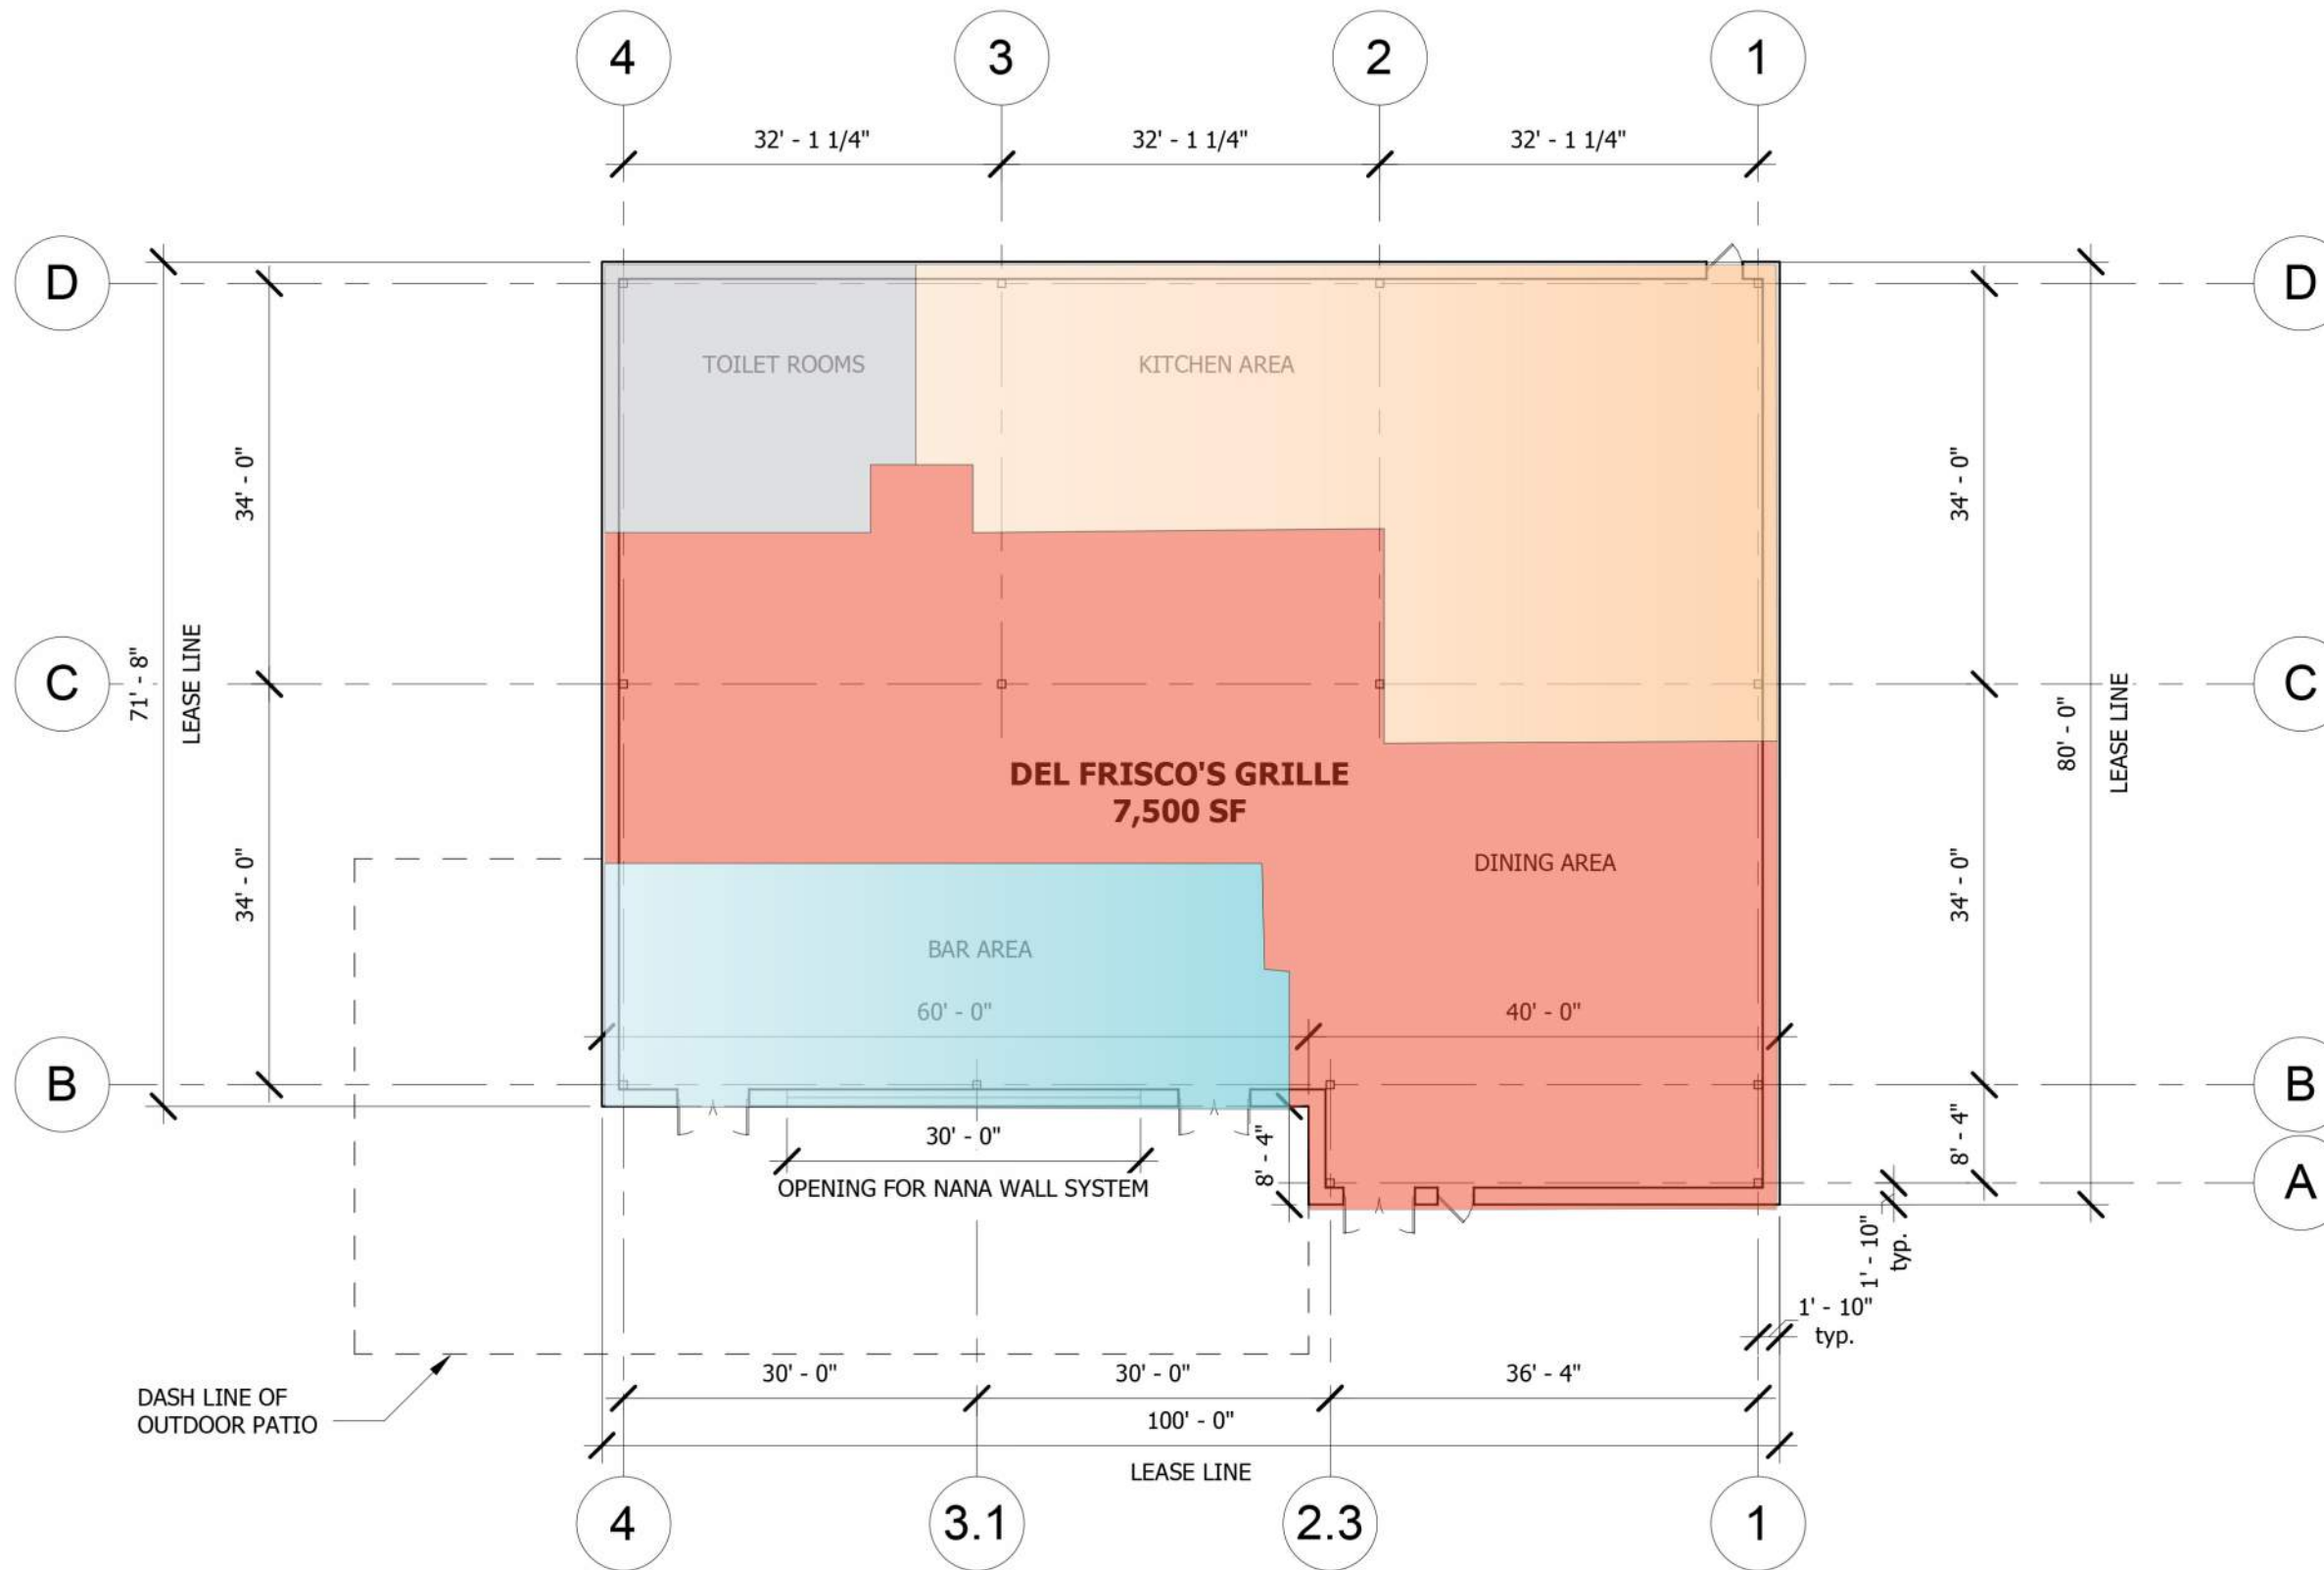 4
3
2
1
32' - 1 1/4"
32' - 1 1/4"
32' - 1 1/4"
D
D
TOILET ROOMS
KITCHEN AREA
34' - 0"
34' - 0"
C
C
71' - 8"
LEASE LINE
80' - 0"
LEASE LINE
DEL FRISCO'S GRILLE
7,500 SF
DINING AREA
34' - 0"
34' - 0"
BAR AREA
60' - 0"
40' - 0"
B
B
30' - 0"
OPENING FOR NANA WALL SYSTEM
8' - 4"
8' - 4"
A
1' - 10"
typ.
1' - 10"
typ.
DASH LINE OF
OUTDOOR PATIO
30' - 0"
30' - 0"
36' - 4"
100' - 0"
LEASE LINE
4
3.1
2.3
1